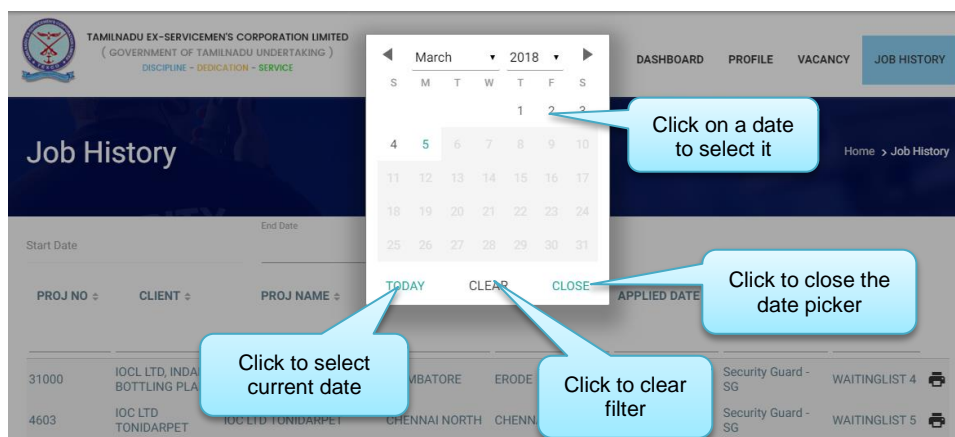 TAMILNADU EX-SERVICEMEN'S CORPORATION LIMITED
( GOVERNMENT OF TAMILNADU UNDERTAKING )
DISCIPLINE - DEDICATION - SERVICE
DASHBOARD PROFILE VACANCY JOB HISTORY
March 2018
S M T W T F S
1 2 3
4 5 6 7 8 9 10
11 12 13 14 15 16 17
18 19 20 21 22 23 24
25 26 27 28 29 30 31
TODAY CLEAR CLOSE
Click on a date
to select it
Job History
Home > Job History
Start Date
End Date
Click to close the
date picker
PROJ NO CLIENT PROJ NAME APPLIED DATE
Click to select
current date
Click to clear
filter
31000 IOCL LTD, ERODE Security Guard - SG WAITINGLIST 4
BOTTLING
4603 IOC LTD TONIDARPET IOC LTD TONIDARPET CHENNAI NORTH Security Guard - SG WAITINGLIST 5